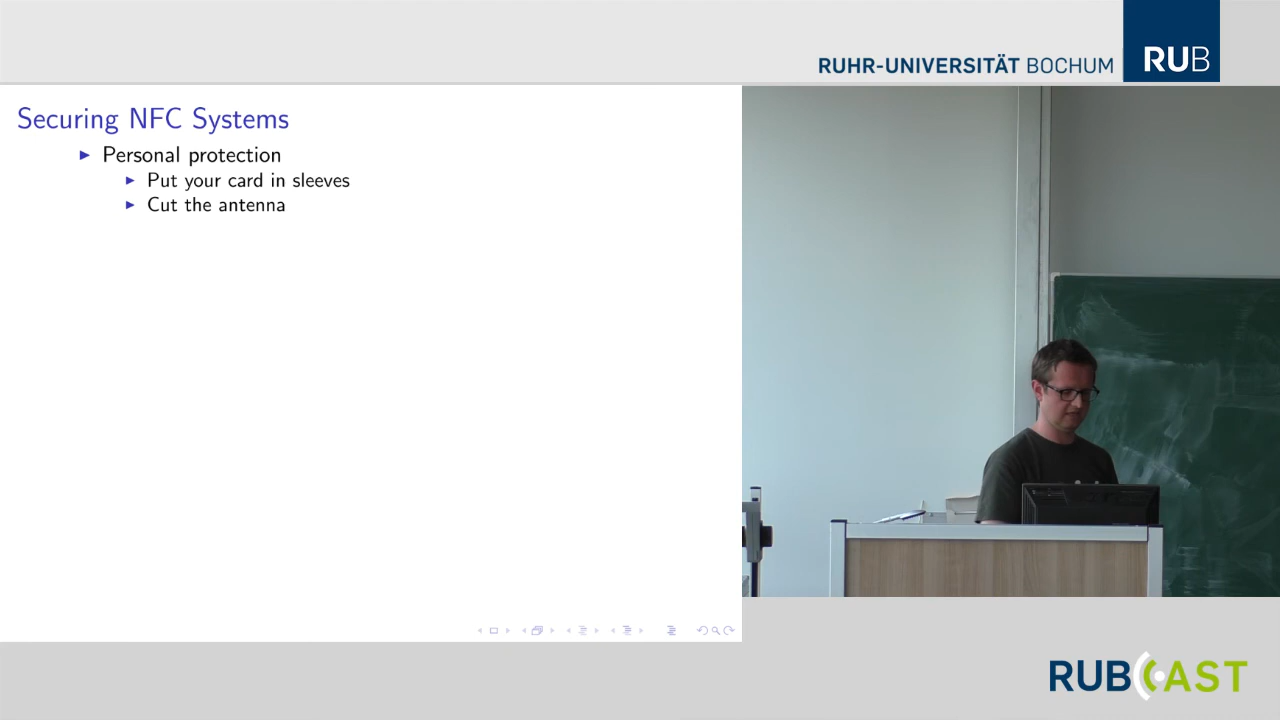 RUHR-UNIVERSITÄT BOCHUM RUB
Securing NFC Systems
Personal protection
Put your card in sleeves
Cut the antenna
RUBCAST